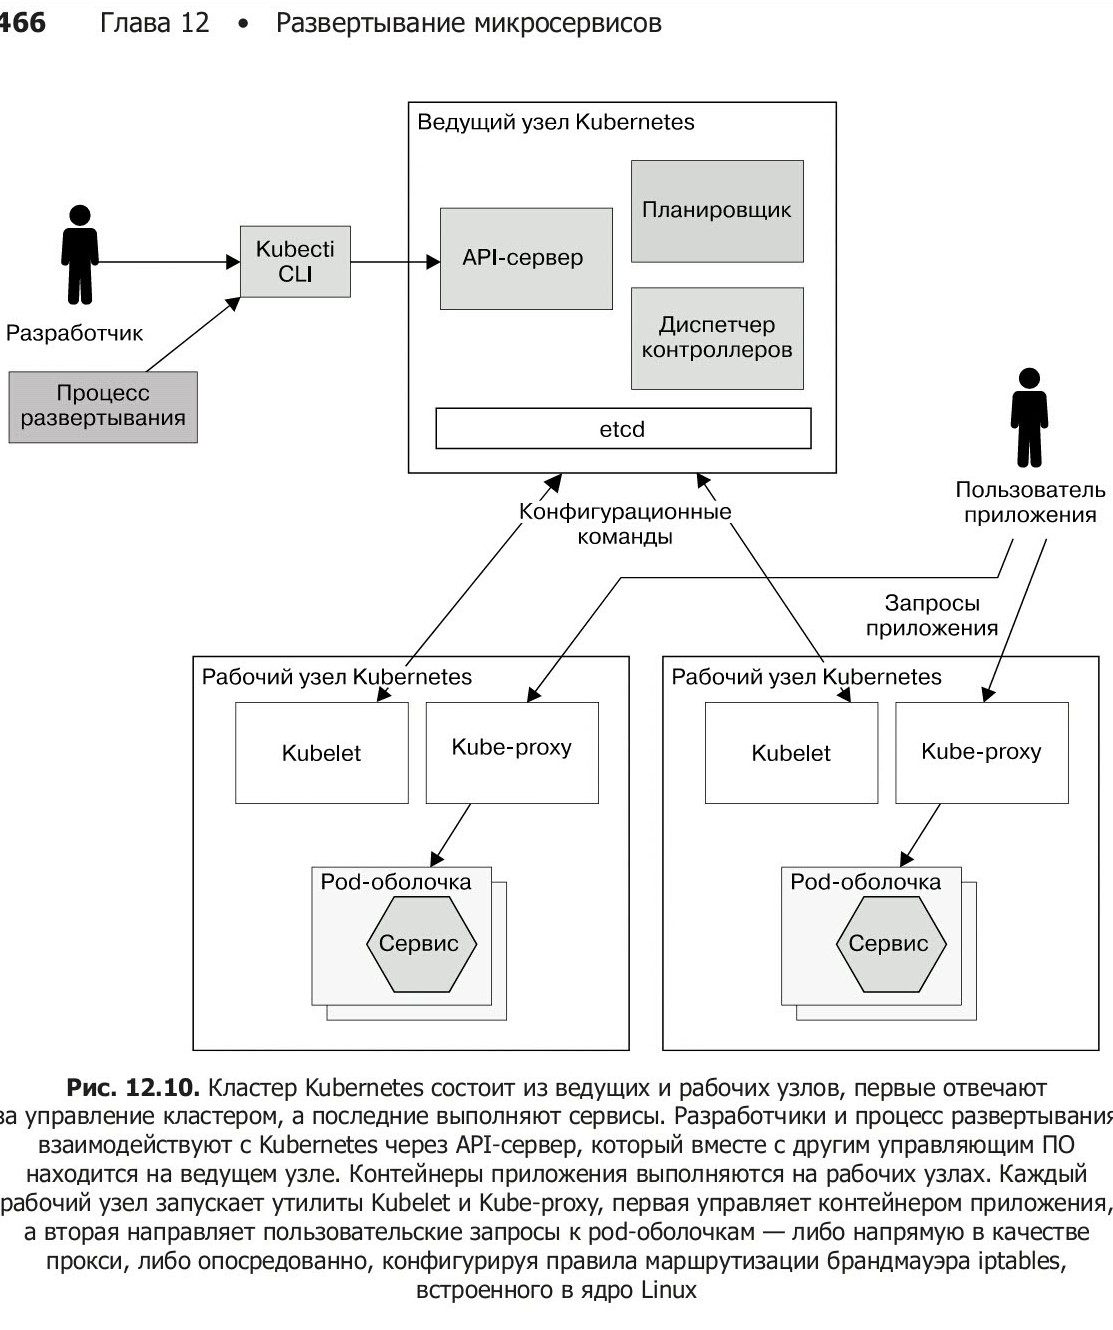 466 Глава 12 • Развертывание микросервисов
Ведущий узел Kubernetes
Планировщик
API-сервер
Kubecti
CLI
Разработчик
Диспетчер
контроллеров
Процесс
развертывания
etcd
Пользователь
приложения
Конфигурационные
команды
Запросы
приложения
Рабочий узел Kubernetes
Kubelet
Kube-proxy
Pod-оболочка
Сервис
Рабочий узел Kubernetes
Kubelet
Kube-proxy
Pod-оболочка
Сервис
Рис. 12.10. Кластер Kubernetes состоит из ведущих и рабочих узлов, первые отвечают
за управление кластером, а последние выполняют сервисы. Разработчики и процесс развертывания
взаимодействуют с Kubernetes через API-сервер, который вместе с другим управляющим ПО
находится на ведущем узле. Контейнеры приложения выполняются на рабочих узлах. Каждый
рабочий узел запускает утилиты Kubelet и Kube-proxy, первая управляет контейнером приложения,
а вторая направляет пользовательские запросы к pod-оболочкам — либо напрямую в качестве
прокси, либо опосредованно, конфигурируя правила маршрутизации брандмауэра iptables,
встроенного в ядро Linux